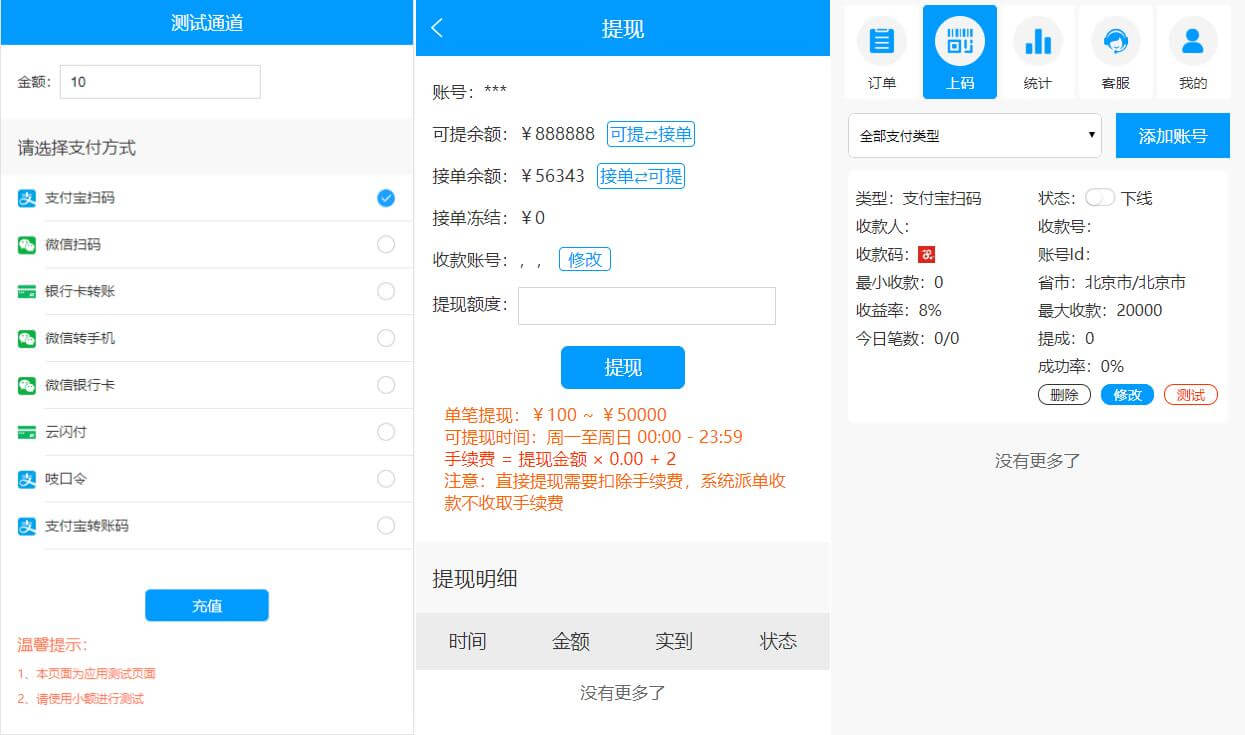 测试通道
金额： 10
请选择支付方式
支付宝扫码
微信扫码
银行卡转账
微信转手机
微信银行卡
云闪付
吱口令
支付宝转账码
充值
温馨提示：
1、本页面为应用测试页面
2、请使用小额进行测试
提现
账号：***
可提余额：￥888888 可提⇄接单
接单余额：￥56343 接单⇄可提
接单冻结：￥0
收款账号：，， 修改
提现额度：
提现
单笔提现：￥100 ~ ￥50000
可提现时间：周一至周日 00:00 - 23:59
手续费 = 提现金额 × 0.00 + 2
注意：直接提现需要扣除手续费，系统派单收
款不收取手续费
提现明细
时间 金额 实到 状态
没有更多了
订单 上码 统计 客服 我的
全部支付类型 添加账号
类型：支付宝扫码 状态： 下线
收款人： 收款号：
收款码： 账号Id：
最小收款：0 省市：北京市/北京市
收益率：8% 最大收款：20000
今日笔数：0/0 提成：0
成功率：0%
删除 修改 测试
没有更多了